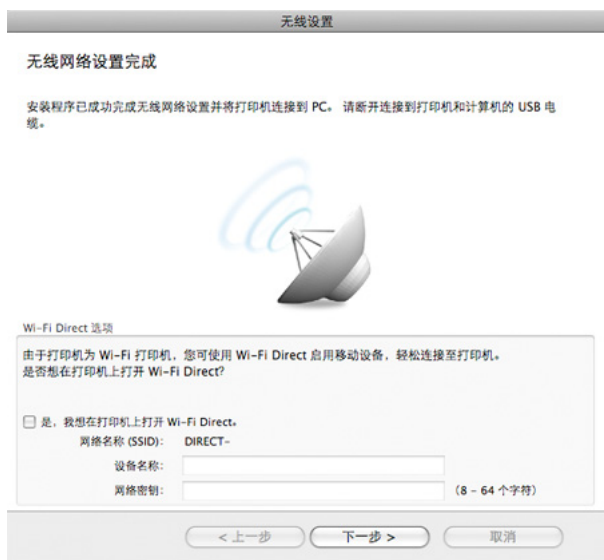 无线设置
无线网络设置完成
安装程序已成功完成无线网络设置并将打印机连接到 PC。 请断开连接到打印机和计算机的 USB 电
缆。
Wi-Fi Direct 选项
由于打印机为 Wi-Fi 打印机，您可使用 Wi-Fi Direct 启用移动设备，轻松连接至打印机。
是否想在打印机上打开 Wi-Fi Direct?
是，我想在打印机上打开 Wi-Fi Direct。
网络名称 (SSID): DIRECT-
设备名称:
网络密钥: (8 - 64 个字符)
< 上一步 下一步 > 取消